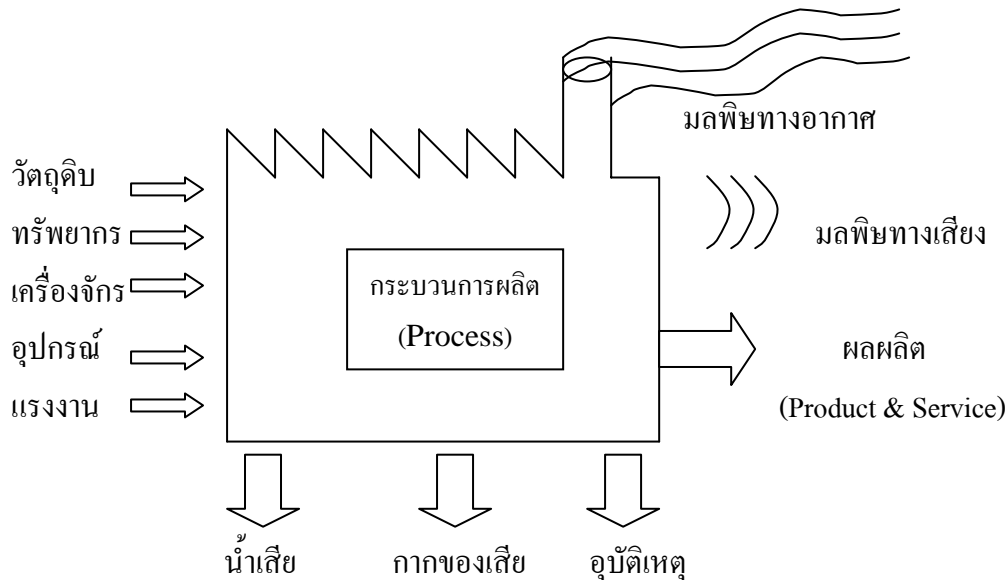 มลพิษทางอากาศ
วัตถุดิบ
ทรัพยากร
มลพิษทางเสียง
เครื่องจักร
กระบวนการผลิต
(Process)
อุปกรณ์
ผลผลิต
แรงงาน
(Product & Service)
น้ำเสีย
กากของเสีย
อุบัติเหตุ